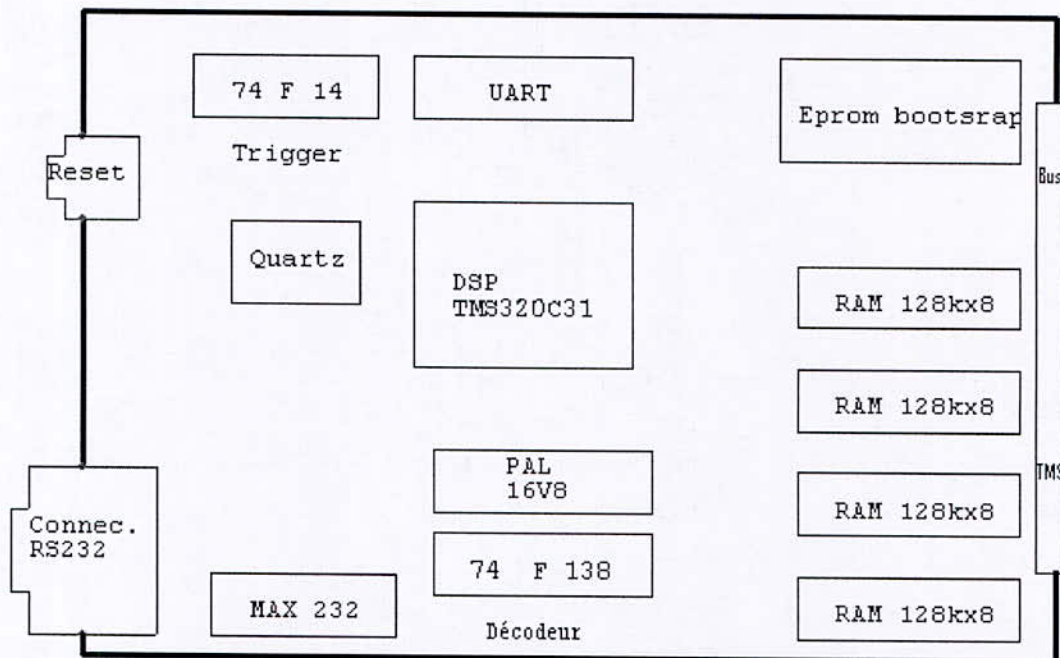 74 F 14
UART
Eprom bootsrap
Trigger
Reset
Bus
Quartz
DSP
TMS320C31
RAM 128kx8
RAM 128kx8
PAL
16V8
TMS
Connec.
RS232
RAM 128kx8
74 F 138
MAX 232
RAM 128kx8
Décodeur